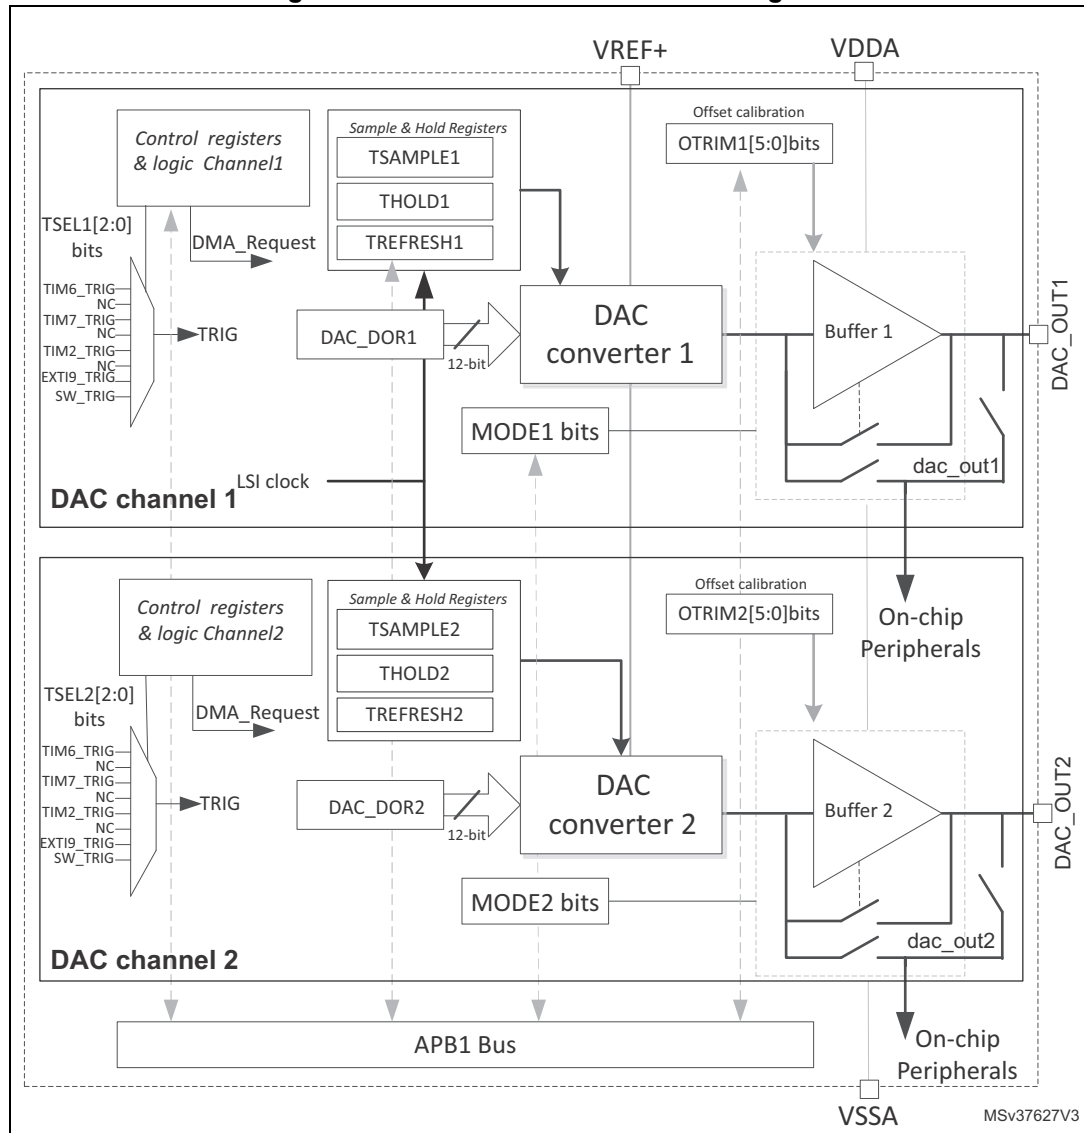 VREF+
VDDA
Control registers
& logic Channel1
Sample & Hold Registers
TSAMPLE1
THOLD1
TREFRESH1
Offset calibration
OTRIM1[5:0]bits
TSEL1[2:0]
bits
DMA_Request
TIM6_TRIG
NC
TIM7_TRIG
NC
TIM2_TRIG
NC
EXTI9_TRIG
SW_TRIG
TRIG
DAC_DOR1
12-bit
DAC
converter 1
Buffer 1
DAC_OUT1
MODE1 bits
dac_out1
LSI clock
DAC channel 1
On-chip
Peripherals
Control registers
& logic Channel2
Sample & Hold Registers
TSAMPLE2
THOLD2
TREFRESH2
Offset calibration
OTRIM2[5:0]bits
TSEL2[2:0]
bits
DMA_Request
TIM6_TRIG
NC
TIM7_TRIG
NC
TIM2_TRIG
NC
EXTI9_TRIG
SW_TRIG
TRIG
DAC_DOR2
12-bit
DAC
converter 2
Buffer 2
DAC_OUT2
MODE2 bits
dac_out2
DAC channel 2
APB1 Bus
On-chip
Peripherals
VSSA
MSv37627V3